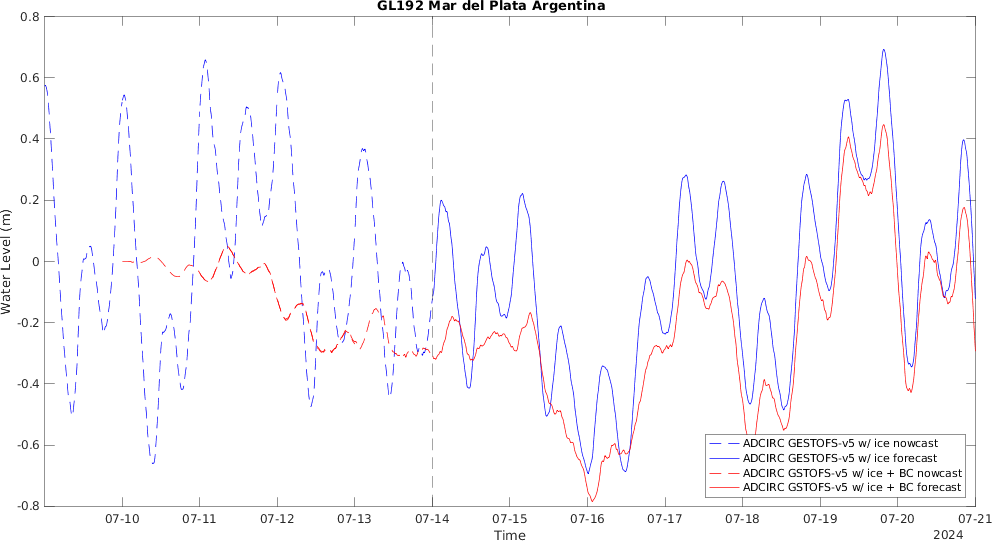 GL192 Mar del Plata Argentina
0.8
0.6
0.4
0.2
0
-0.2
-0.4
-0.6
-0.8
Water Level (m)
ADCIRC GESTOFS-v5 w/ ice nowcast
ADCIRC GESTOFS-v5 w/ ice forecast
ADCIRC GSTOFS-v5 w/ ice + BC nowcast
ADCIRC GSTOFS-v5 w/ ice + BC forecast
07-10 07-11 07-12 07-13 07-14 07-15 07-16 07-17 07-18 07-19 07-20 07-21
Time
2024